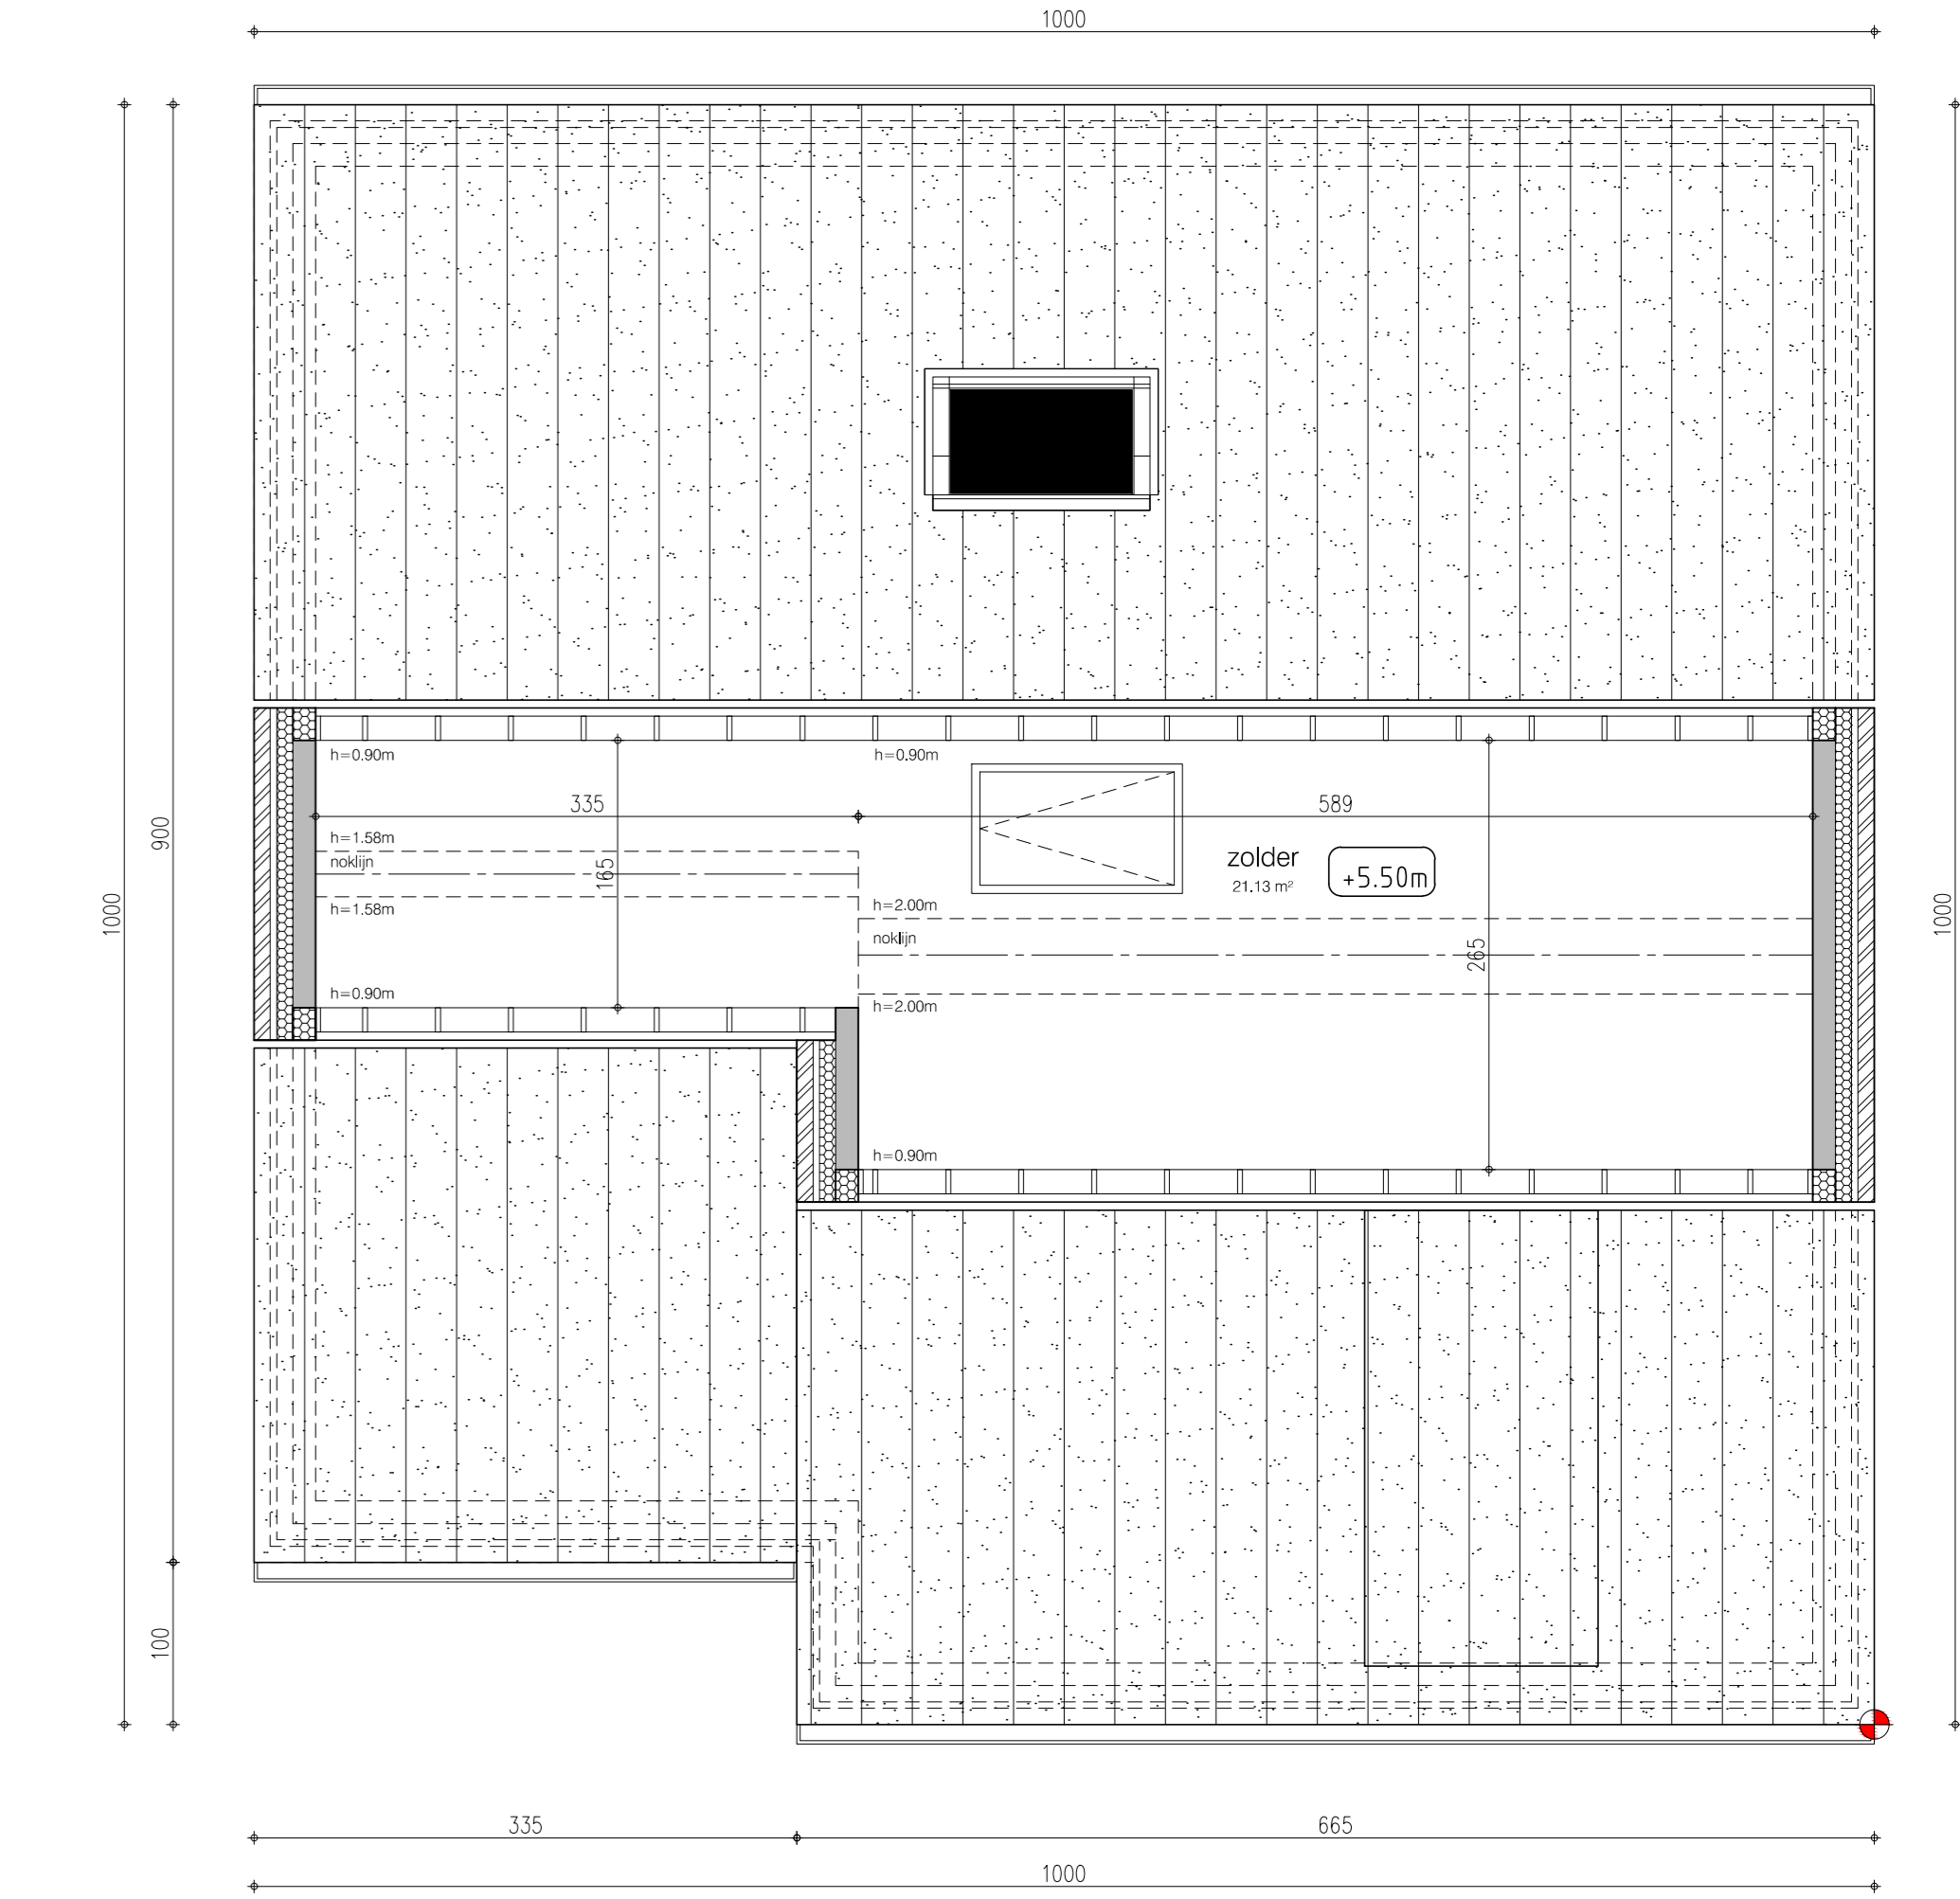 1000
h=0.90m
h=0.90m
335
589
900
h=1.58m
noklijn
165
zolder
21.13 m²
+5.50m
h=1.58m
h=2.00m
1000
1000
noklijn
265
h=0.90m
h=2.00m
h=0.90m
100
335
665
1000